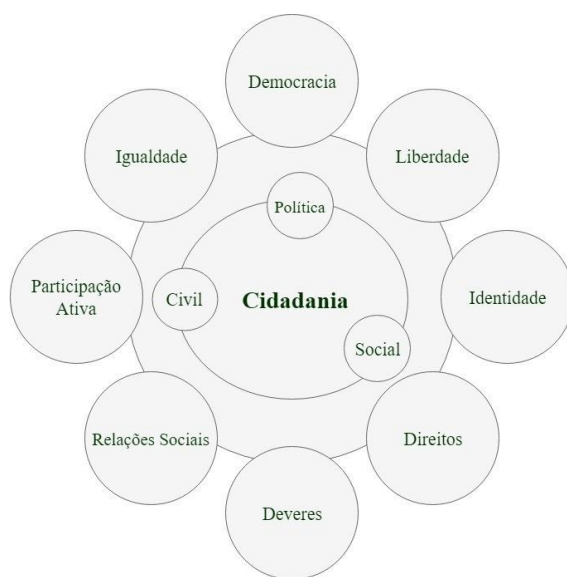 Democracia
Igualdade
Liberdade
Política
Participação
Ativa
Civil
Cidadania
Identidade
Social
Relações Sociais
Direitos
Deveres